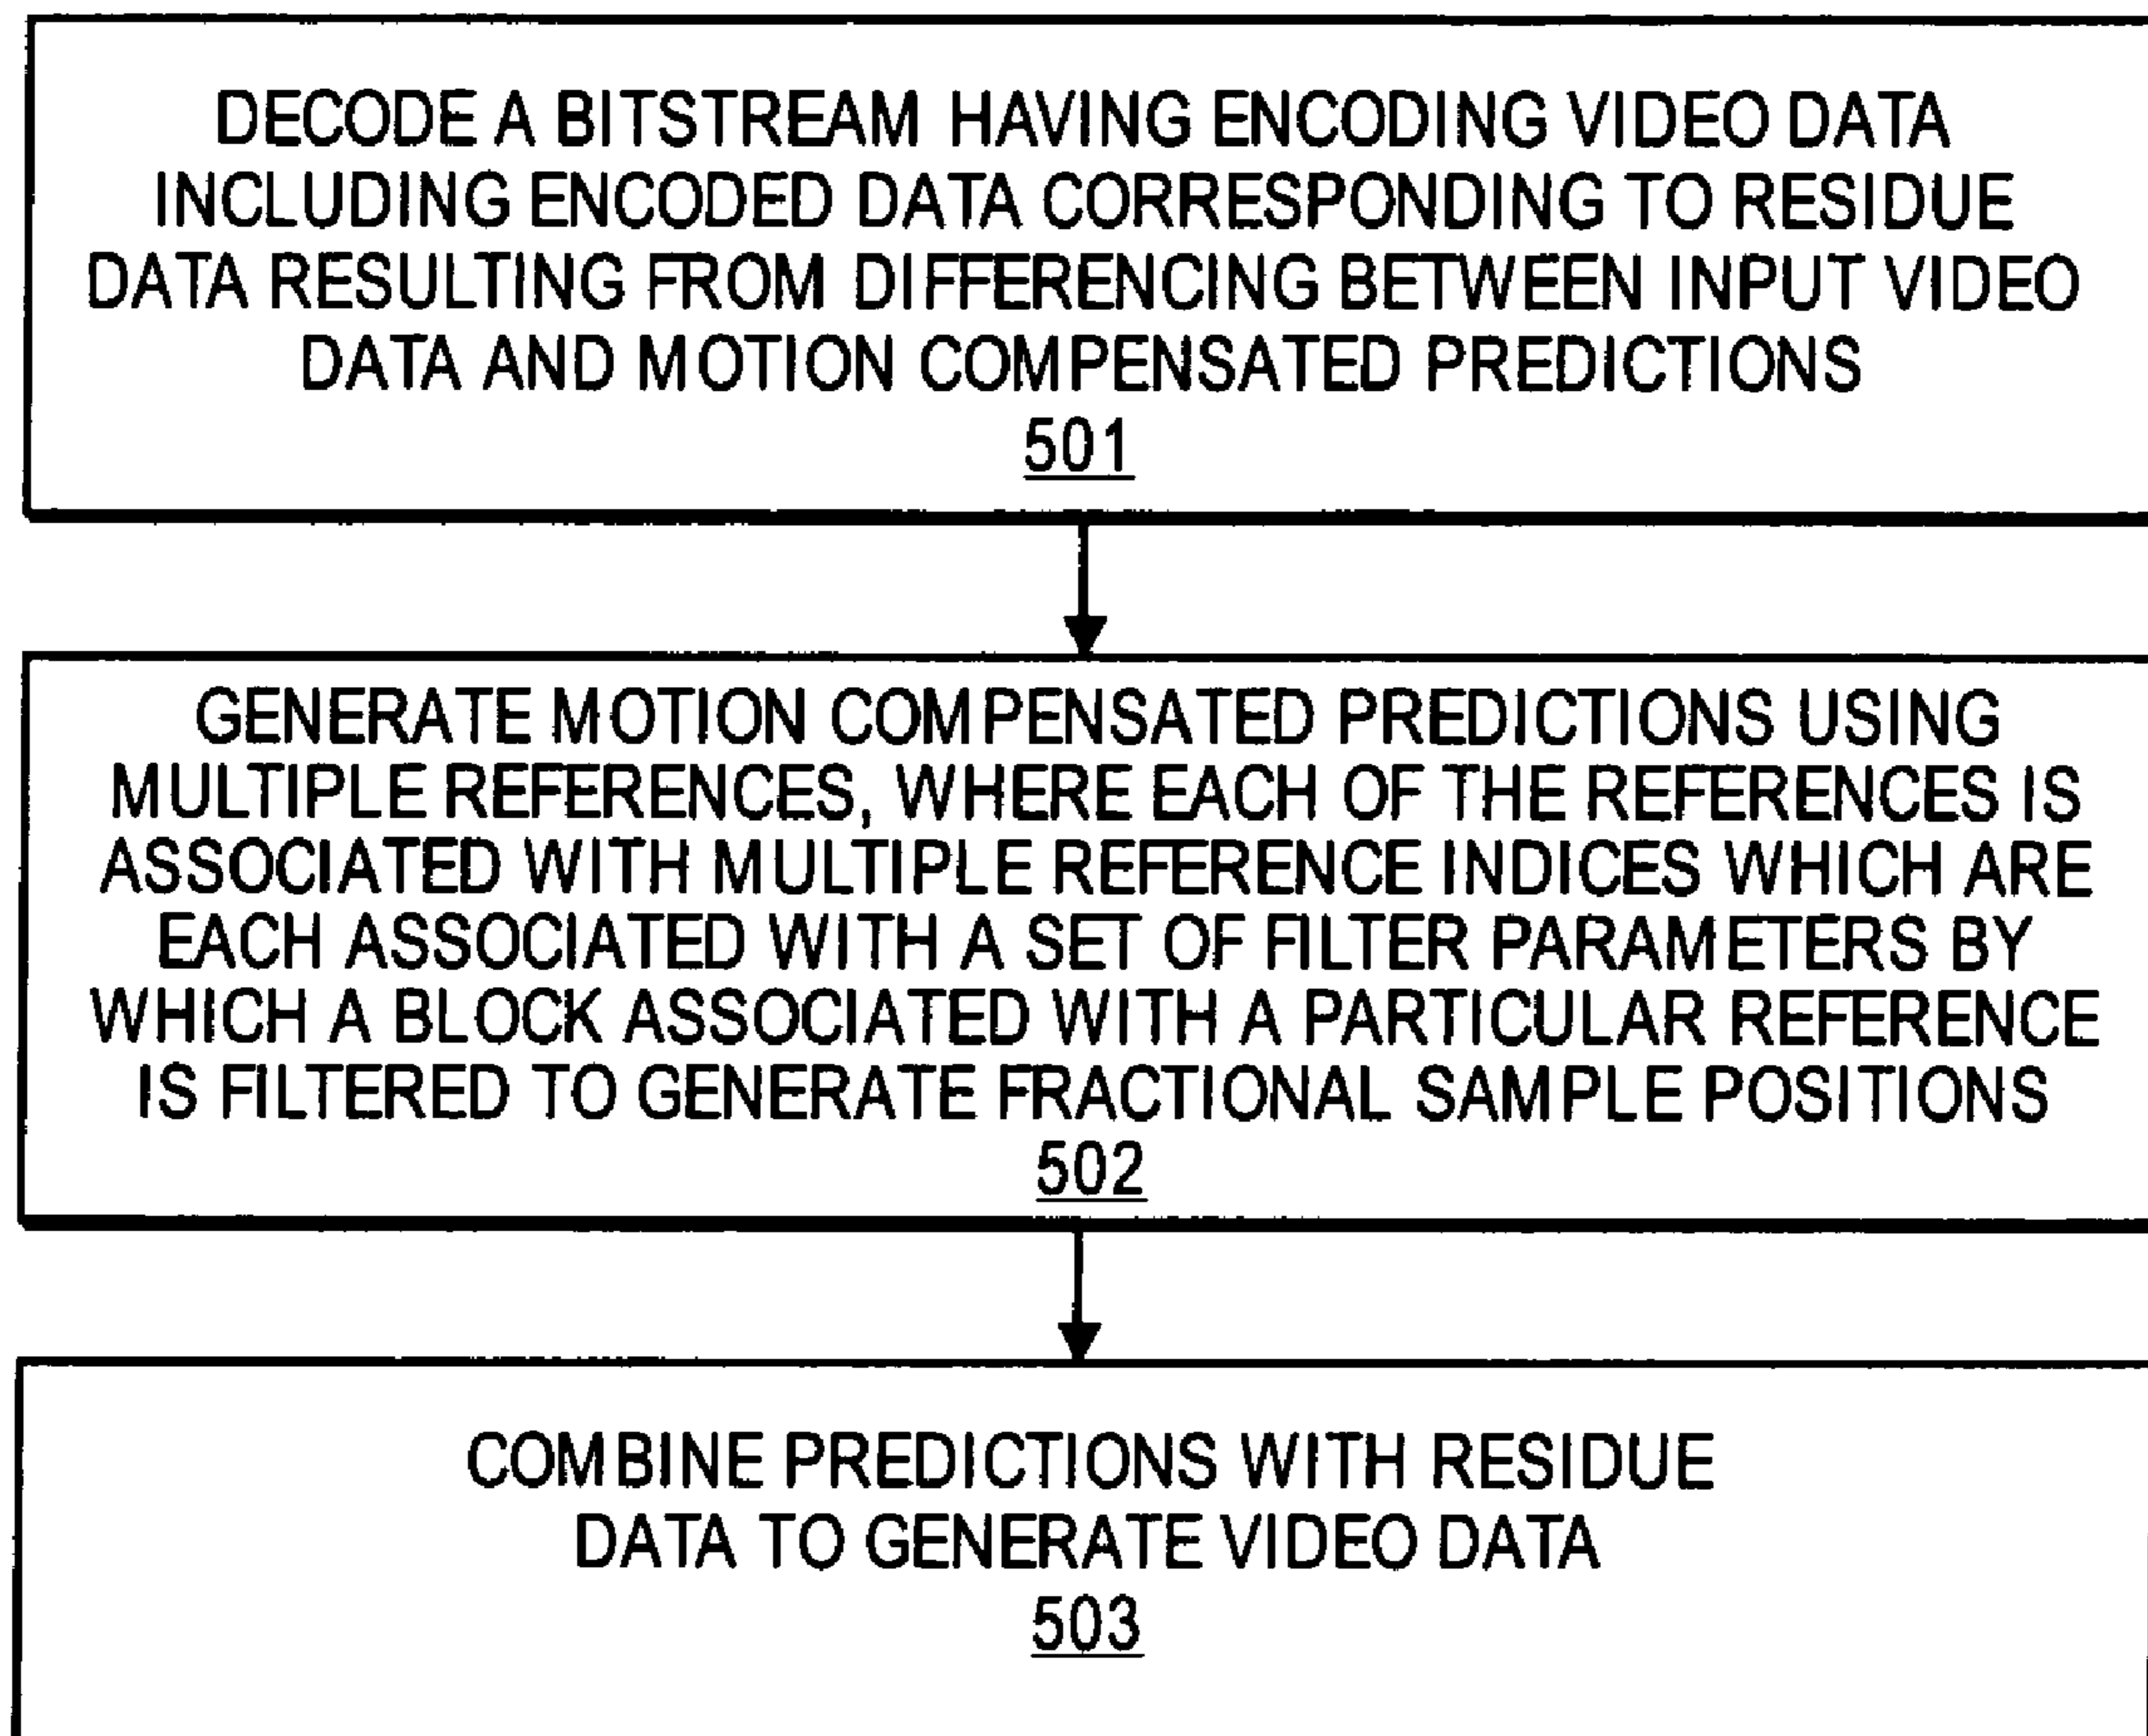 DECODE A BITSTREAM HAVING ENCODING VIDEO DATA
INCLUDING ENCODED DATA CORRESPONDING TO RESIDUE
DATA RESULTING FROM DIFFERENCING BETWEEN INPUT VIDEO
DATA AND MOTION COMPENSATED PREDICTIONS
501
GENERATE MOTION COMPENSATED PREDICTIONS USING
MULTIPLE REFERENCES, WHERE EACH OF THE REFERENCES IS
ASSOCIATED WITH MULTIPLE REFERENCE INDICES WHICH ARE
EACH ASSOCIATED WITH A SET OF FILTER PARAMETERS BY
WHICH A BLOCK ASSOCIATED WITH A PARTICULAR REFERENCE
IS FILTERED TO GENERATE FRACTIONAL SAMPLE POSITIONS
502
COMBINE PREDICTIONS WITH RESIDUE
DATA TO GENERATE VIDEO DATA
503